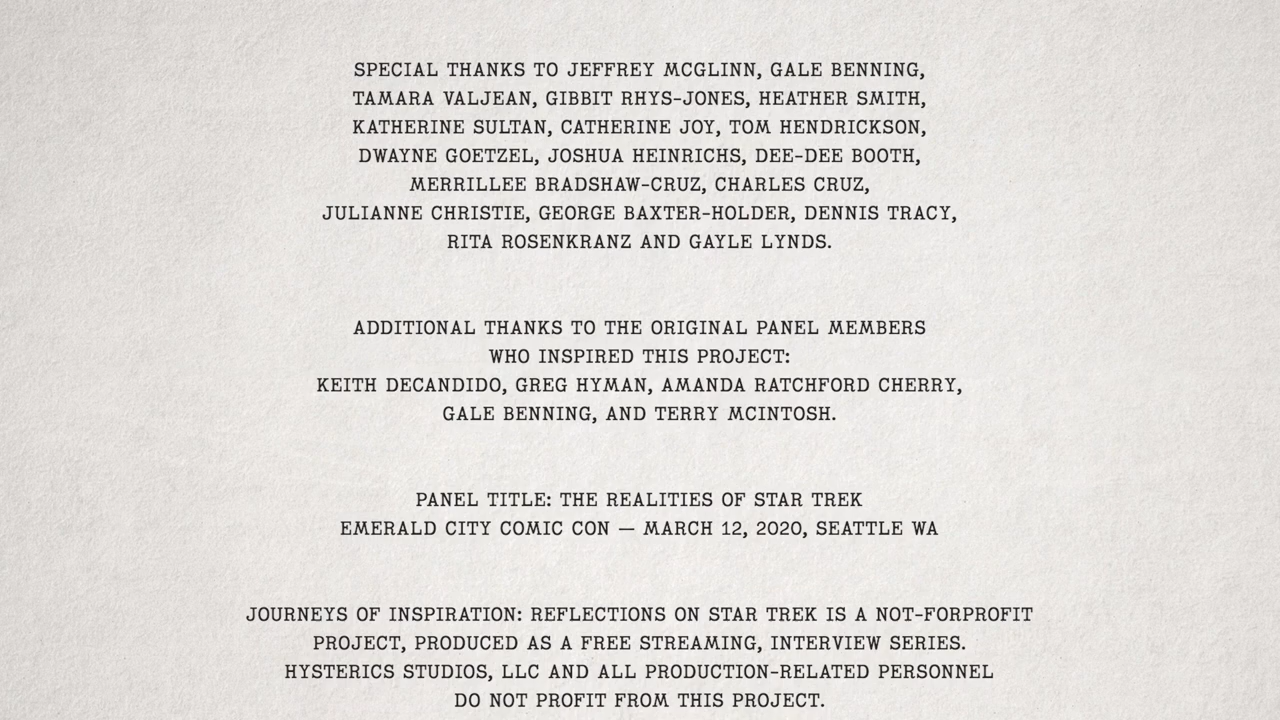 SPECIAL THANKS TO JEFFREY MCGLINN, GALE BENNING,
TAMARA VALJEAN, GIBBIT RHYS-JONES, HEATHER SMITH,
KATHERINE SULTAN, CATHERINE JOY, TOM HENDRICKSON,
DWAYNE GOETZEL, JOSHUA HEINRICHS, DEE-DEE BOOTH,
MERRILLEE BRADSHAW-CRUZ, CHARLES CRUZ,
JULIANNE CHRISTIE, GEORGE BAXTER-HOLDER, DENNIS TRACY,
RITA ROSENKRANZ AND GAYLE LYNDS.
ADDITIONAL THANKS TO THE ORIGINAL PANEL MEMBERS
WHO INSPIRED THIS PROJECT:
KEITH DECANDIDO, GREG HYMAN, AMANDA RATCHFORD CHERRY,
GALE BENNING, AND TERRY MCINTOSH.
PANEL TITLE: THE REALITIES OF STAR TREK
EMERALD CITY COMIC CON — MARCH 12, 2020, SEATTLE WA
JOURNEYS OF INSPIRATION: REFLECTIONS ON STAR TREK IS A NOT-FORPROFIT
PROJECT, PRODUCED AS A FREE STREAMING, INTERVIEW SERIES.
HYSTERICS STUDIOS, LLC AND ALL PRODUCTION-RELATED PERSONNEL
DO NOT PROFIT FROM THIS PROJECT.